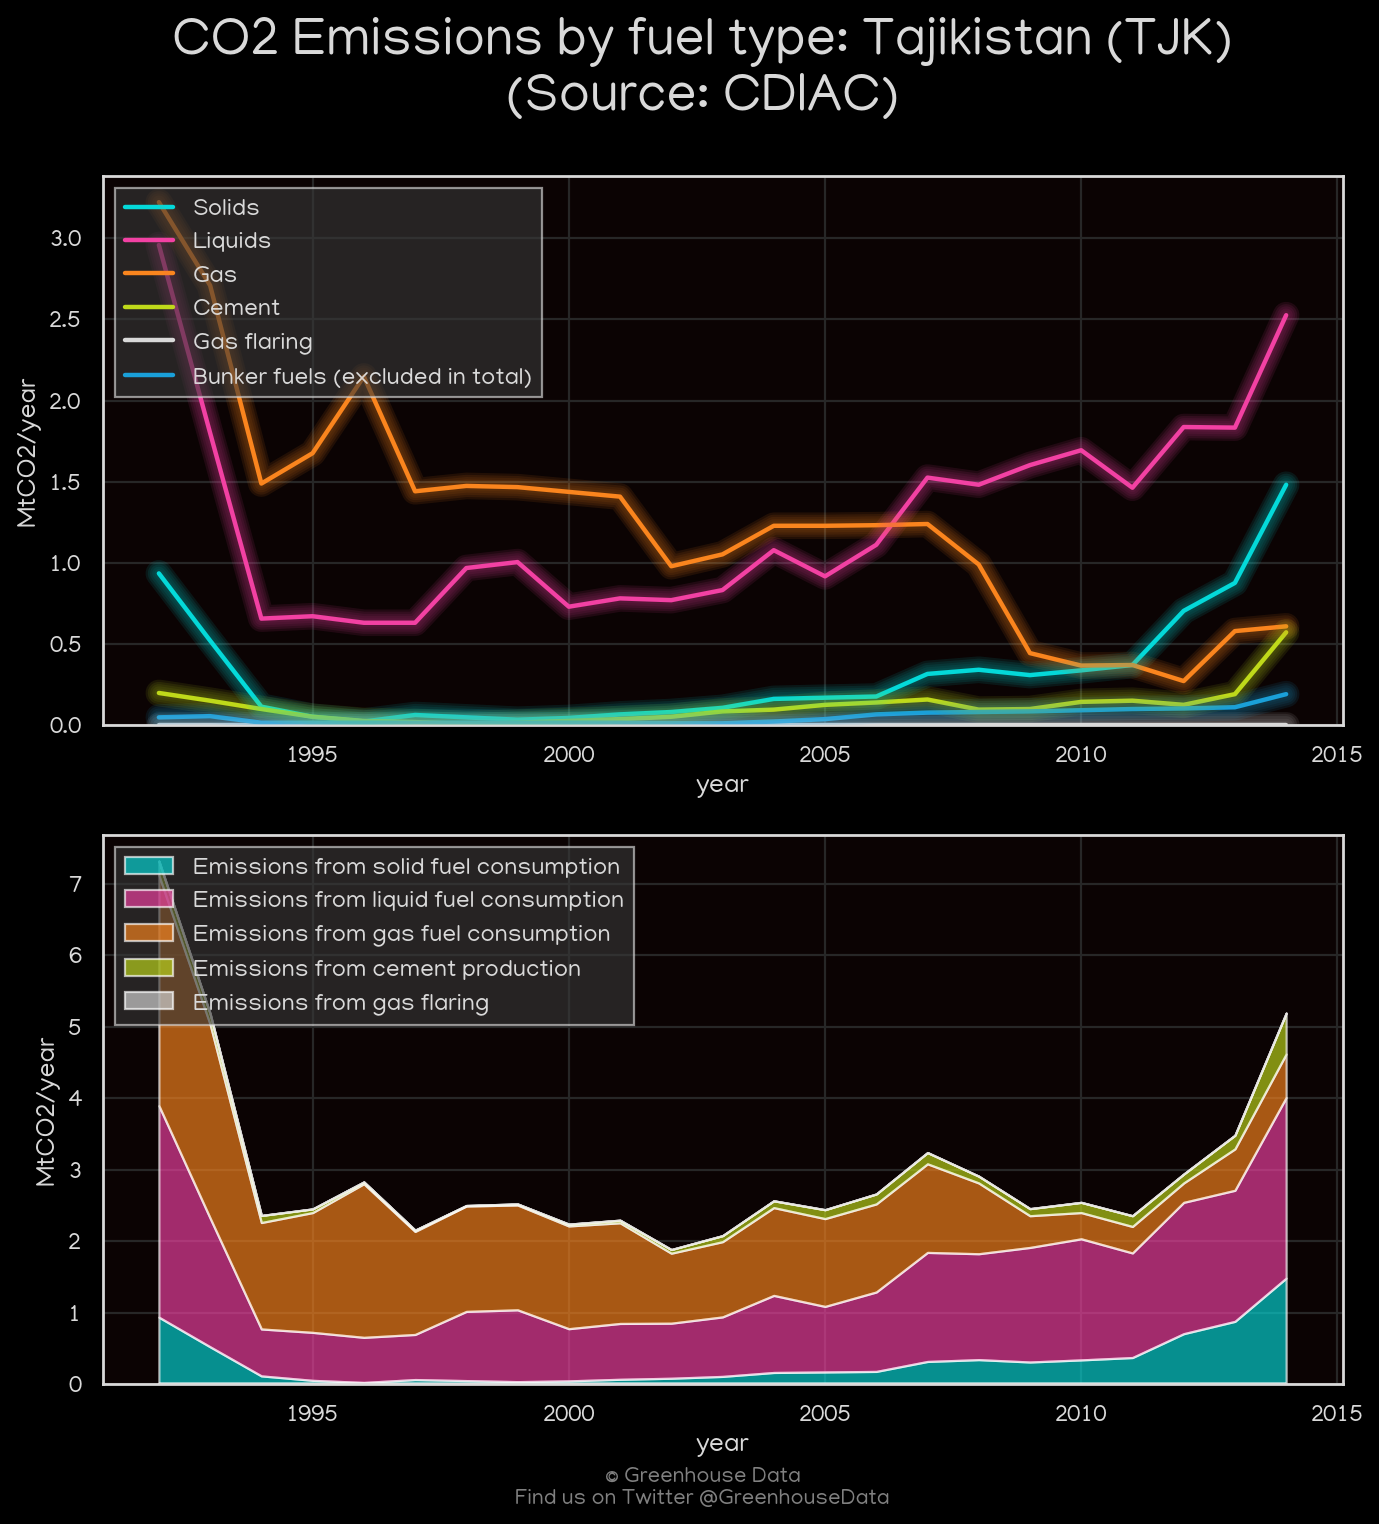 CO2 Emissions by fuel type: Tajikistan (TJK)
(Source: CDIAC)
Solids
Liquids
Gas
Cement
Gas flaring
Bunker fuels (excluded in total)
MtCO2/year
3.0
2.5
2.0
1.5
1.0
0.5
0.0
1995 2000 2005 2010 2015
year
Emissions from solid fuel consumption
Emissions from liquid fuel consumption
Emissions from gas fuel consumption
Emissions from cement production
Emissions from gas flaring
MtCO2/year
7
6
5
4
3
2
1
0
1995 2000 2005 2010 2015
year
© Greenhouse Data
Find us on Twitter @GreenhouseData